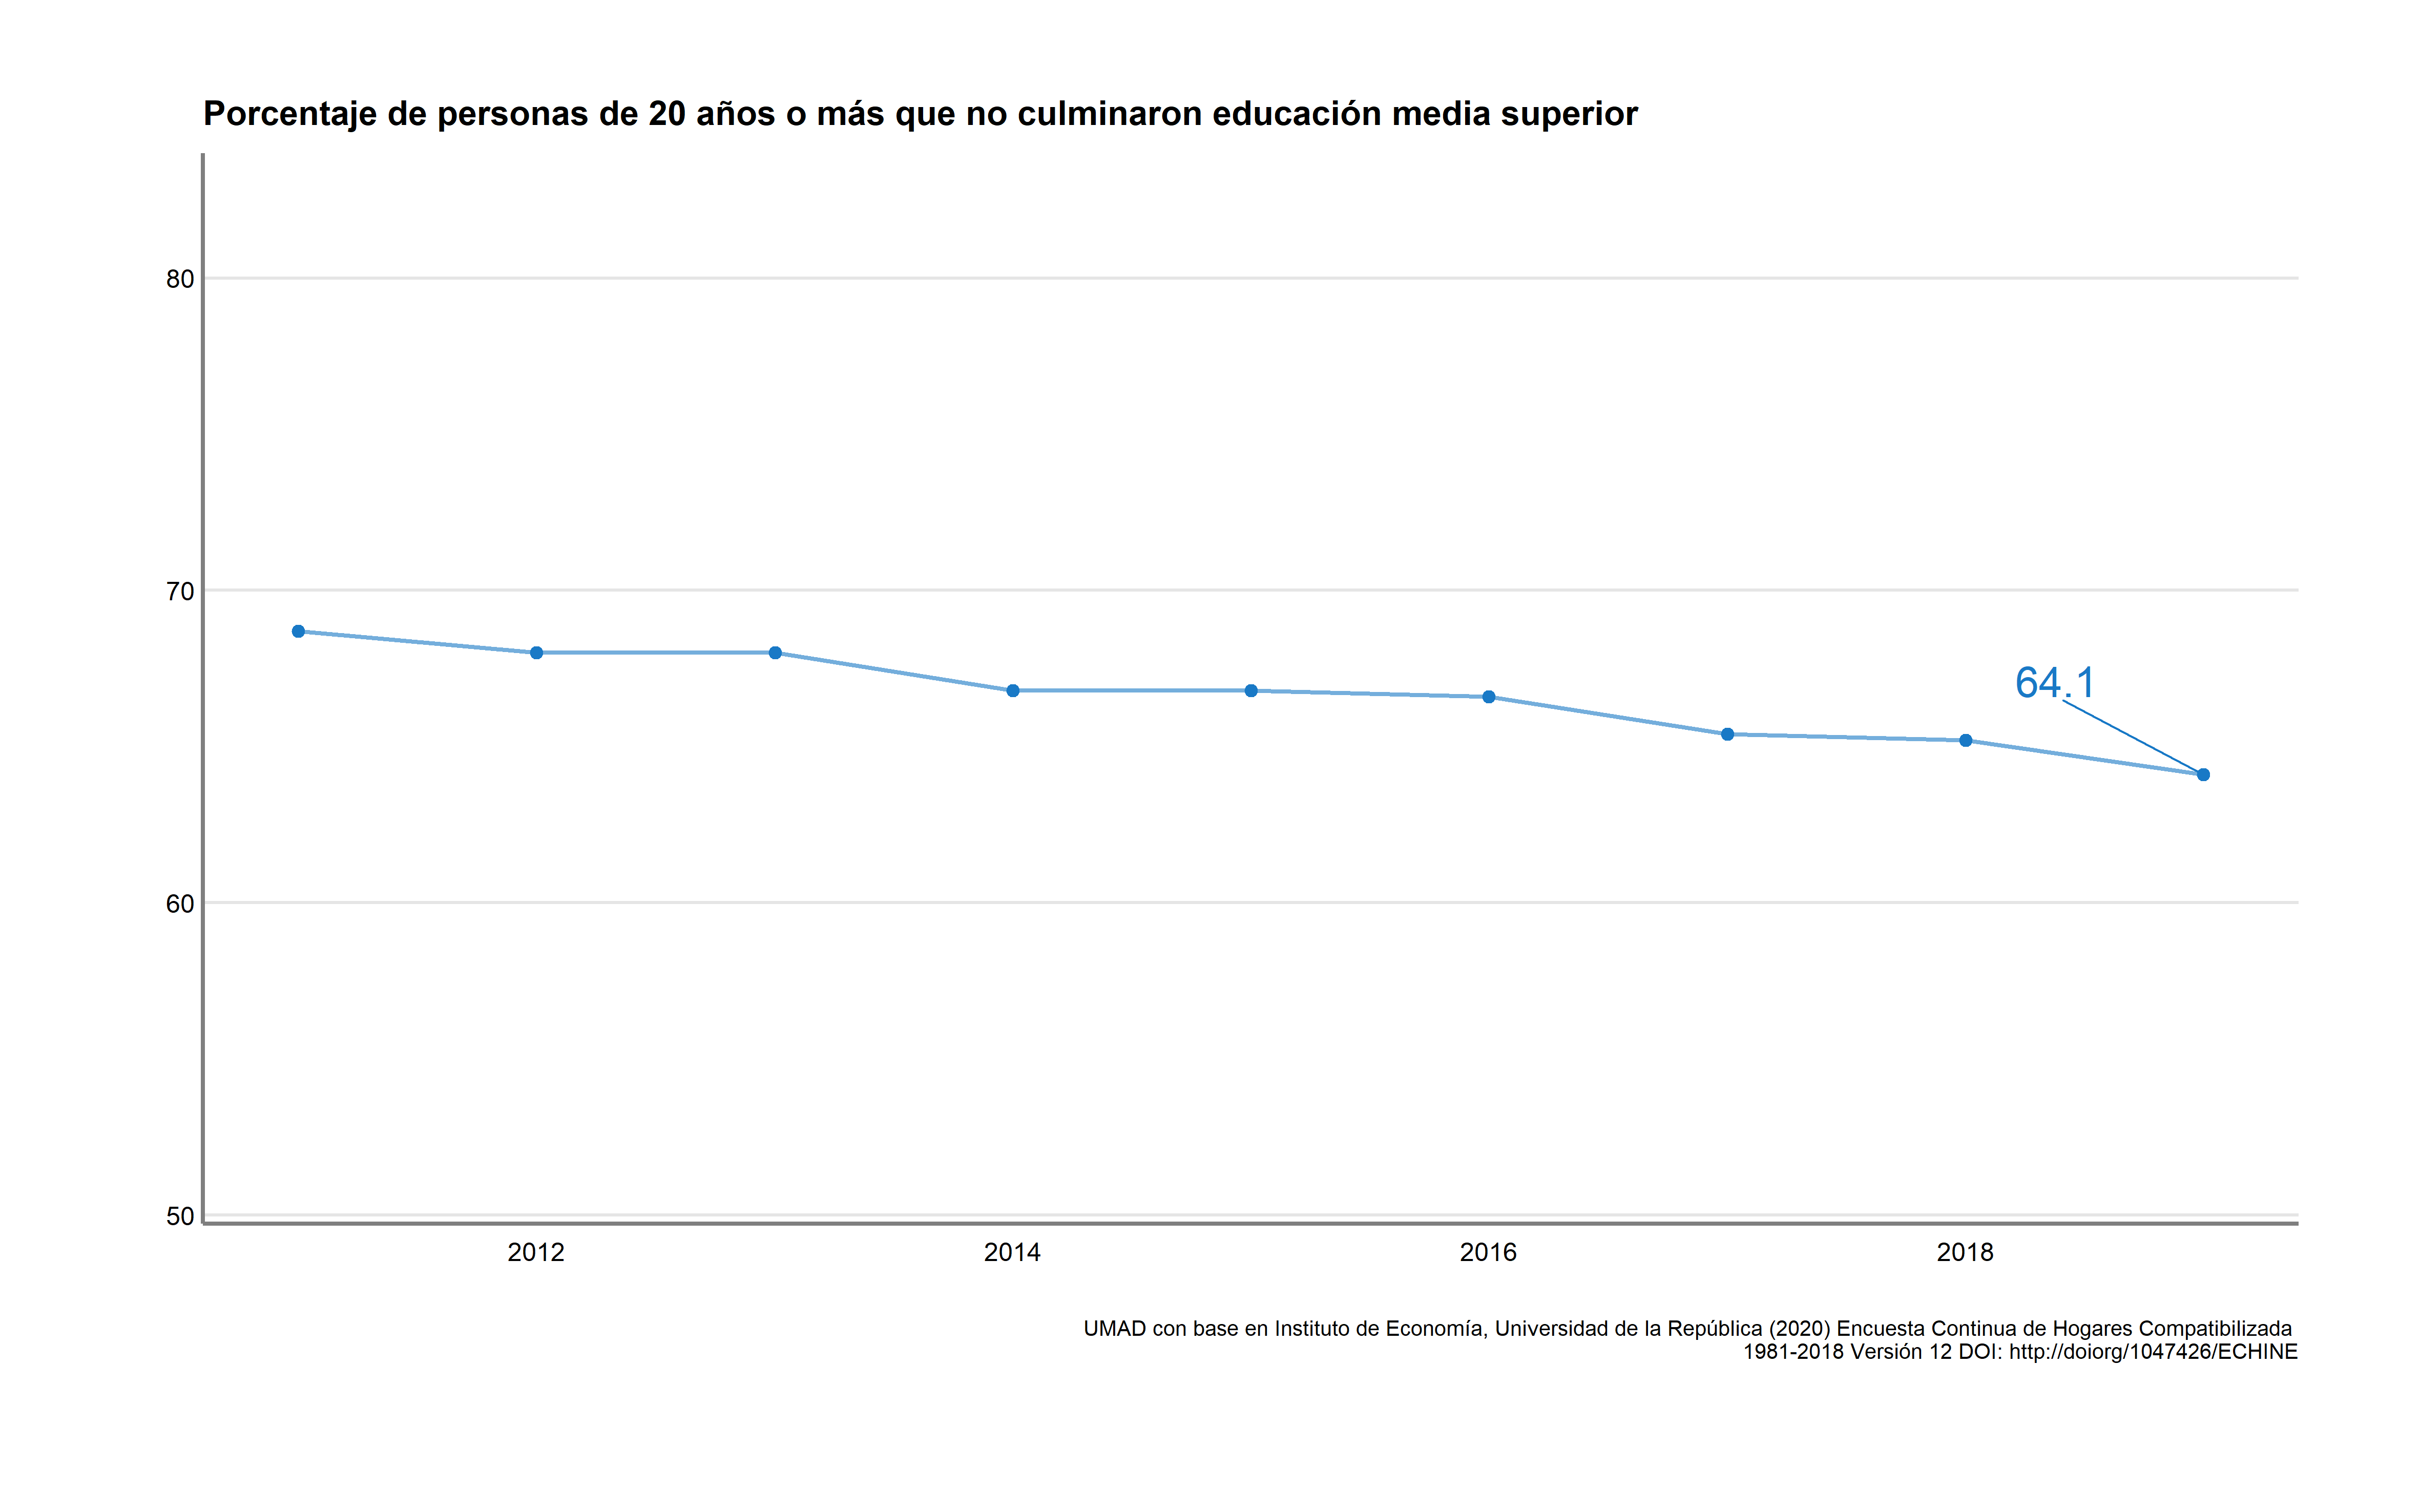 Porcentaje de personas de 20 años o más que no culminaron educación media superior
80
70
64.1
60
50
2012 2014 2016 2018
UMAD con base en Instituto de Economía, Universidad de la República (2020) Encuesta Continua de Hogares Compatibilizada
1981-2018 Versión 12 DOI: http://doiorg/1047426/ECHINE